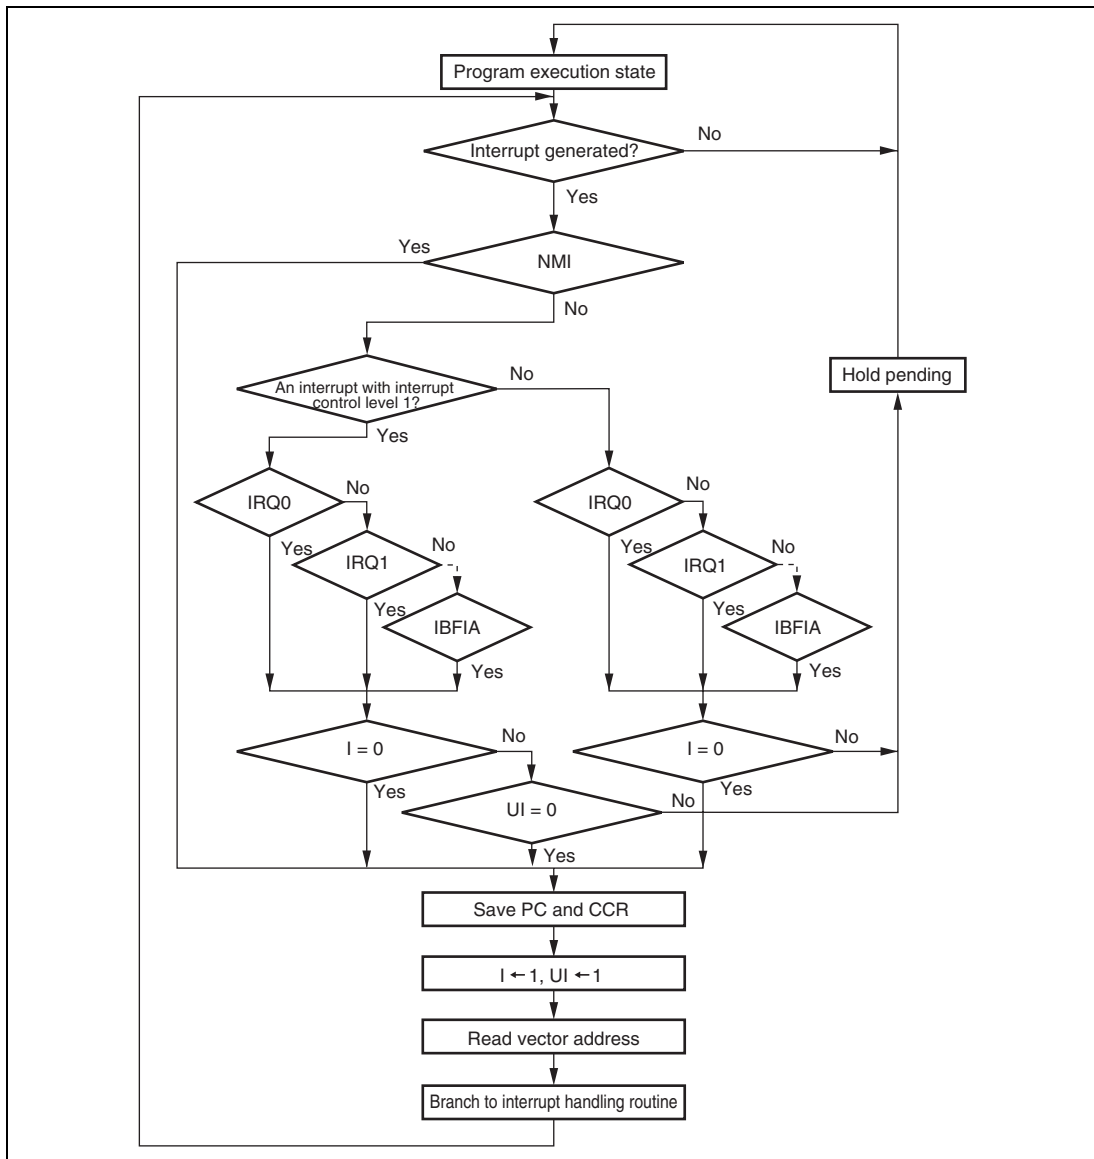 Program execution state
Interrupt generated?
No
Yes
Yes
NMI
No
An interrupt with interrupt
control level 1?
No
Hold pending
Yes
IRQ0
No
IRQ0
No
Yes
IRQ1
No
Yes
IRQ1
No
Yes
IBFIA
Yes
IBFIA
Yes
Yes
I = 0
No
I = 0
No
Yes
UI = 0
No
Yes
Yes
Save PC and CCR
I ← 1, UI ← 1
Read vector address
Branch to interrupt handling routine